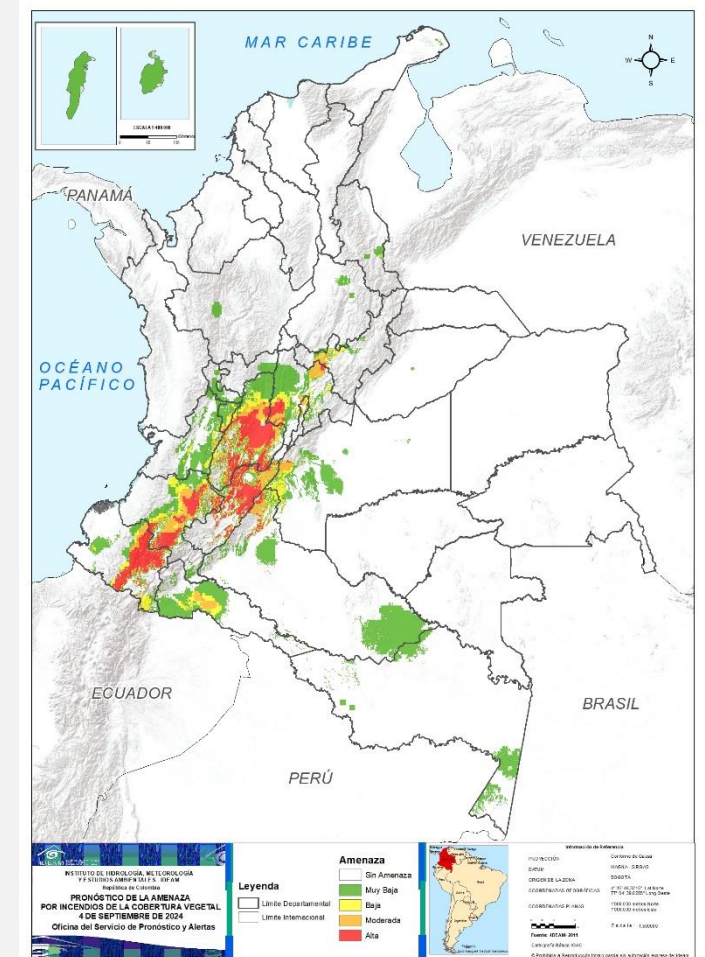 MAR CARIBE
N
W
E
S
PANAMÁ
VENEZUELA
OCÉANO
PACÍFICO
ECUADOR
BRASIL
PERÚ
IDEAM
INSTITUTO DE HIDROLOGÍA, METEOROLOGÍA
Y ESTUDIOS AMBIENTALES - IDEAM
República de Colombia
PRONÓSTICO DE LA AMENAZA
POR INCENDIOS DE LA COBERTURA VEGETAL
4 DE SEPTIEMBRE DE 2024
Oficina del Servicio de Pronóstico y Alertas
Leyenda
Límite Departamental
Límite Internacional
Amenaza
Sin Amenaza
Muy Baja
Baja
Moderada
Alta
Información de Referencia
PROYECCIÓN
DATUM
MAGNA - SIRGAS
ORIGEN DE LA ZONA
BOGOTÁ
COORDENADAS GEOGRÁFICAS
COORDENADAS PLANAS
Fuente: IDEAM